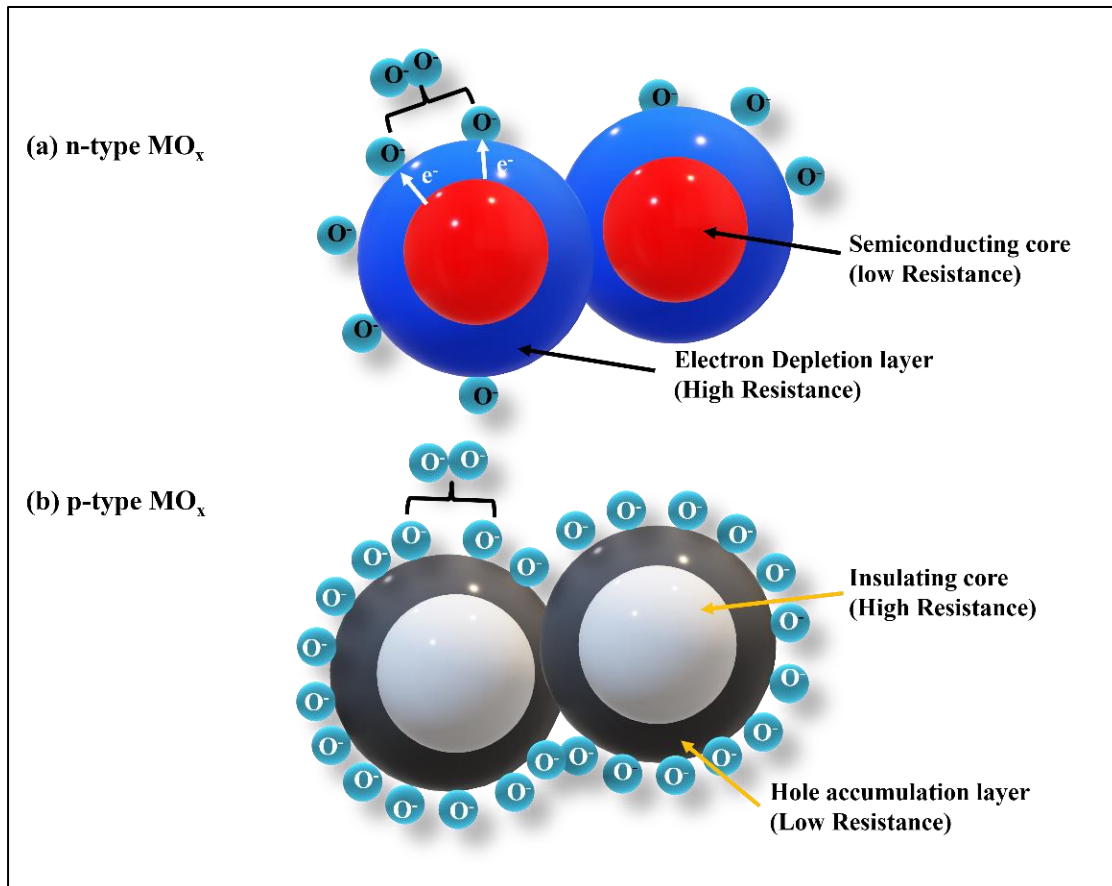 O⁻ O⁻
O⁻ O⁻
e⁻ e⁻
(a) n-type MOₓ
O⁻ O⁻ O⁻
O⁻
O⁻
O⁻
Semiconducting core
(low Resistance)
Electron Depletion layer
(High Resistance)
(b) p-type MOₓ
O⁻ O⁻
O⁻ O⁻ O⁻ O⁻
O⁻ O⁻ O⁻ O⁻
O⁻ O⁻
O⁻ O⁻
O⁻ O⁻
O⁻ O⁻
O⁻ O⁻
O⁻ O⁻ O⁻ O⁻
O⁻ O⁻ O⁻ O⁻ O⁻
Insulating core
(High Resistance)
Hole accumulation layer
(Low Resistance)